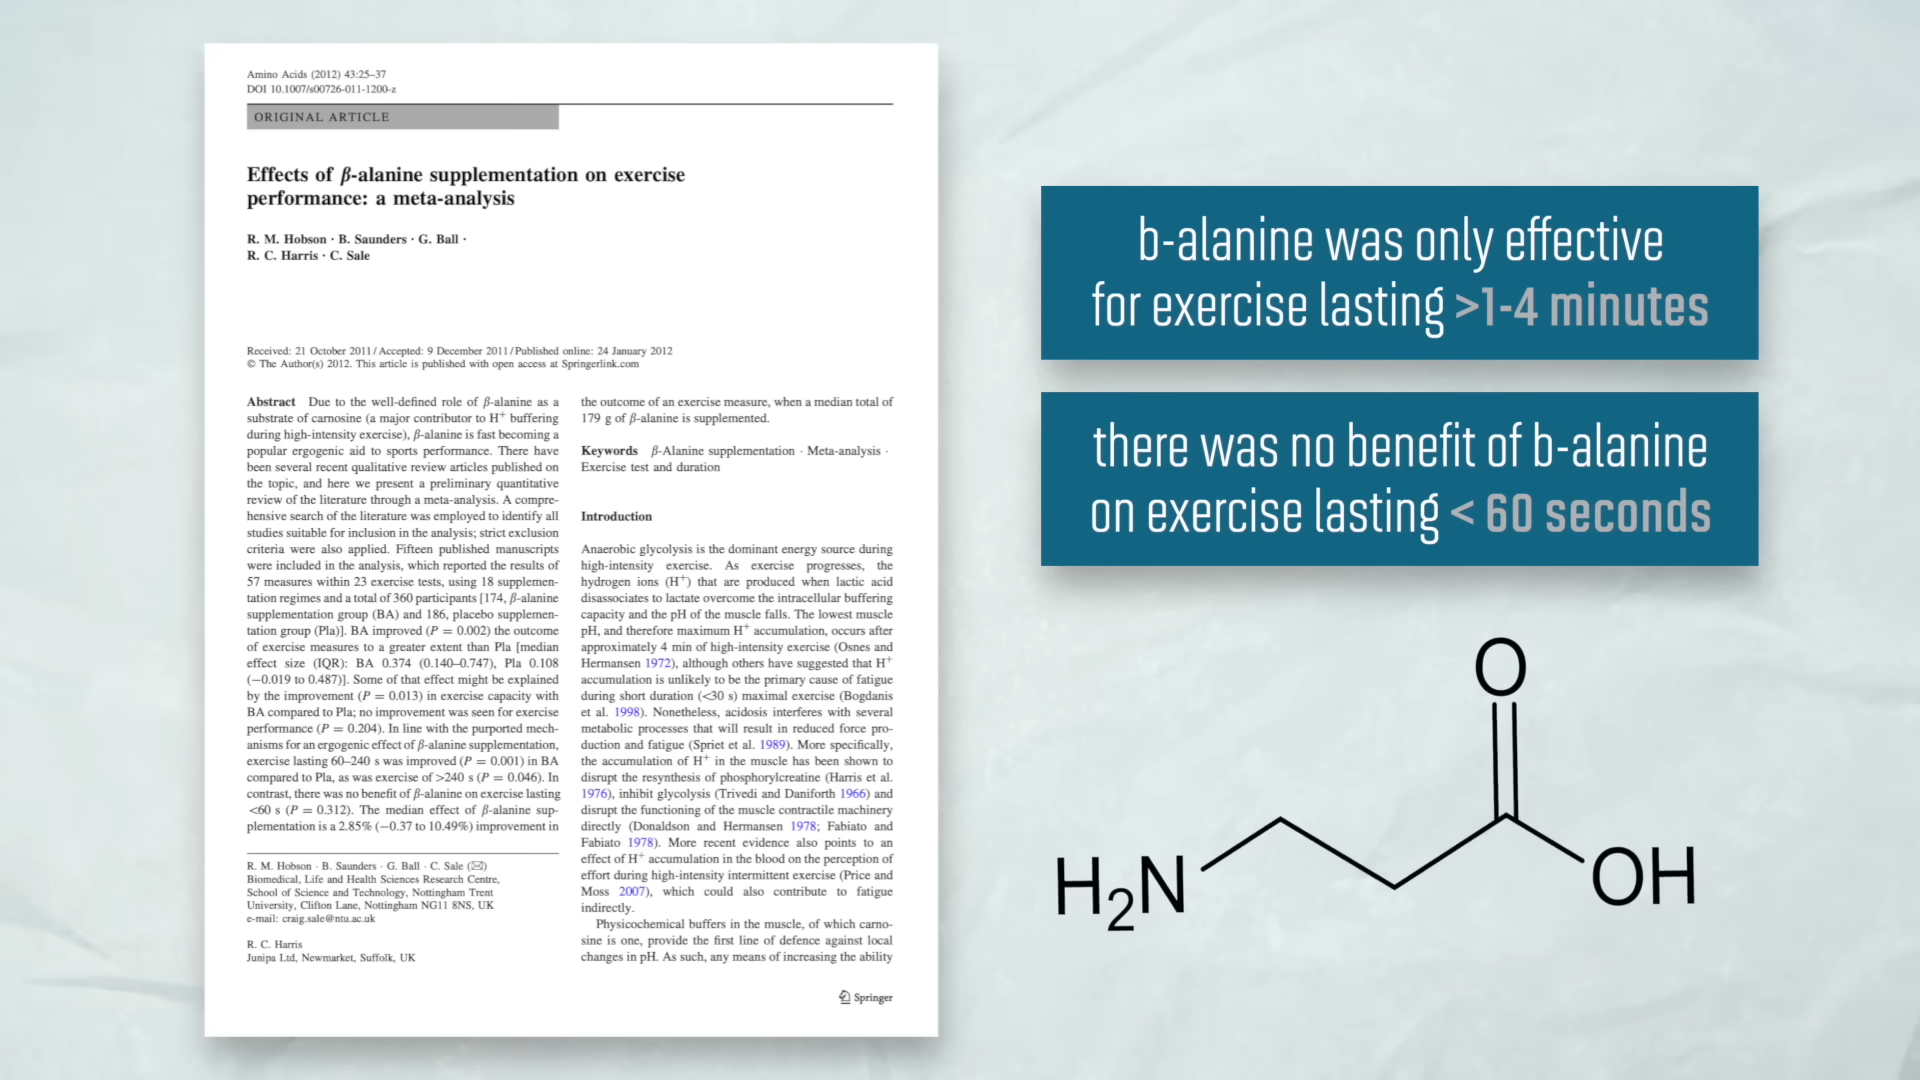 Amino Acids (2012) 43:25–37
DOI 10.1007/s00726-011-1200-z
ORIGINAL ARTICLE
Effects of β-alanine supplementation on exercise
performance: a meta-analysis
R. M. Hobson · B. Saunders · G. Ball ·
R. C. Harris · C. Sale
Received: 21 October 2011 / Accepted: 9 December 2011 / Published online: 24 January 2012
© The Author(s) 2012. This article is published with open access at Springerlink.com
Abstract Due to the well-defined role of β-alanine as a
substrate of carnosine (a major contributor to H+ buffering
during high-intensity exercise), β-alanine is fast becoming a
popular ergogenic aid to sports performance. There have
been several recent qualitative review articles published on
the topic, and here we present a preliminary quantitative
review of the literature through a meta-analysis. A compre-
hensive search of the literature was employed to identify all
studies suitable for inclusion in the analysis; strict exclusion
criteria were also applied. Fifteen published manuscripts
were included in the analysis, which reported the results of
57 measures within 23 exercise tests, using 18 supplemen-
tation regimes and a total of 360 participants [174, β-alanine
supplementation group (BA) and 186, placebo supplemen-
tation group (Pla)]. BA improved (P = 0.002) the outcome
of exercise measures to a greater extent than Pla [median
effect size (IQR): BA 0.374 (0.140–0.747), Pla 0.108
(−0.019 to 0.487)]. Some of that effect might be explained
by the improvement (P = 0.013) in exercise capacity with
BA compared to Pla; no improvement was seen for exercise
performance (P = 0.204). In line with the purported mech-
anisms for an ergogenic effect of β-alanine supplementation,
exercise lasting 60–240 s was improved (P = 0.001) in BA
compared to Pla, as was exercise of >240 s (P = 0.046). In
contrast, there was no benefit of β-alanine on exercise lasting
<60 s (P = 0.312). The median effect of β-alanine sup-
plementation is a 2.85% (−0.37 to 10.49%) improvement in
R. M. Hobson · B. Saunders · G. Ball · C. Sale (✉)
Biomedical, Life and Health Sciences Research Centre,
School of Science and Technology, Nottingham Trent
University, Clifton Lane, Nottingham NG11 8NS, UK
e-mail: craig.sale@ntu.ac.uk
R. C. Harris
Junipa Ltd, Newmarket, Suffolk, UK
the outcome of an exercise measure, when a median total of
179 g of β-alanine is supplemented.
Keywords β-Alanine supplementation · Meta-analysis ·
Exercise test and duration
Introduction
Anaerobic glycolysis is the dominant energy source during
high-intensity exercise. As exercise progresses, the
hydrogen ions (H+) that are produced when lactic acid
disassociates to lactate overcome the intracellular buffering
capacity and the pH of the muscle falls. The lowest muscle
pH, and therefore maximum H+ accumulation, occurs after
approximately 4 min of high-intensity exercise (Osnes and
Hermansen 1972), although others have suggested that H+
accumulation is unlikely to be the primary cause of fatigue
during short duration (<30 s) maximal exercise (Bogdanis
et al. 1998). Nonetheless, acidosis interferes with several
metabolic processes that will result in reduced force pro-
duction and fatigue (Spriet et al. 1989). More specifically,
the accumulation of H+ in the muscle has been shown to
disrupt the resynthesis of phosphorylcreatine (Harris et al.
1976), inhibit glycolysis (Trivedi and Daniforth 1966) and
disrupt the functioning of the muscle contractile machinery
directly (Donaldson and Hermansen 1978; Fabiato and
Fabiato 1978). More recent evidence also points to an
effect of H+ accumulation in the blood on the perception of
effort during high-intensity intermittent exercise (Price and
Moss 2007), which could also contribute to fatigue
indirectly.
Physicochemical buffers in the muscle, of which carno-
sine is one, provide the first line of defence against local
changes in pH. As such, any means of increasing the ability
Springer
b-alanine was only effective
for exercise lasting >1-4 minutes
there was no benefit of b-alanine
on exercise lasting < 60 seconds
O
H2N
OH